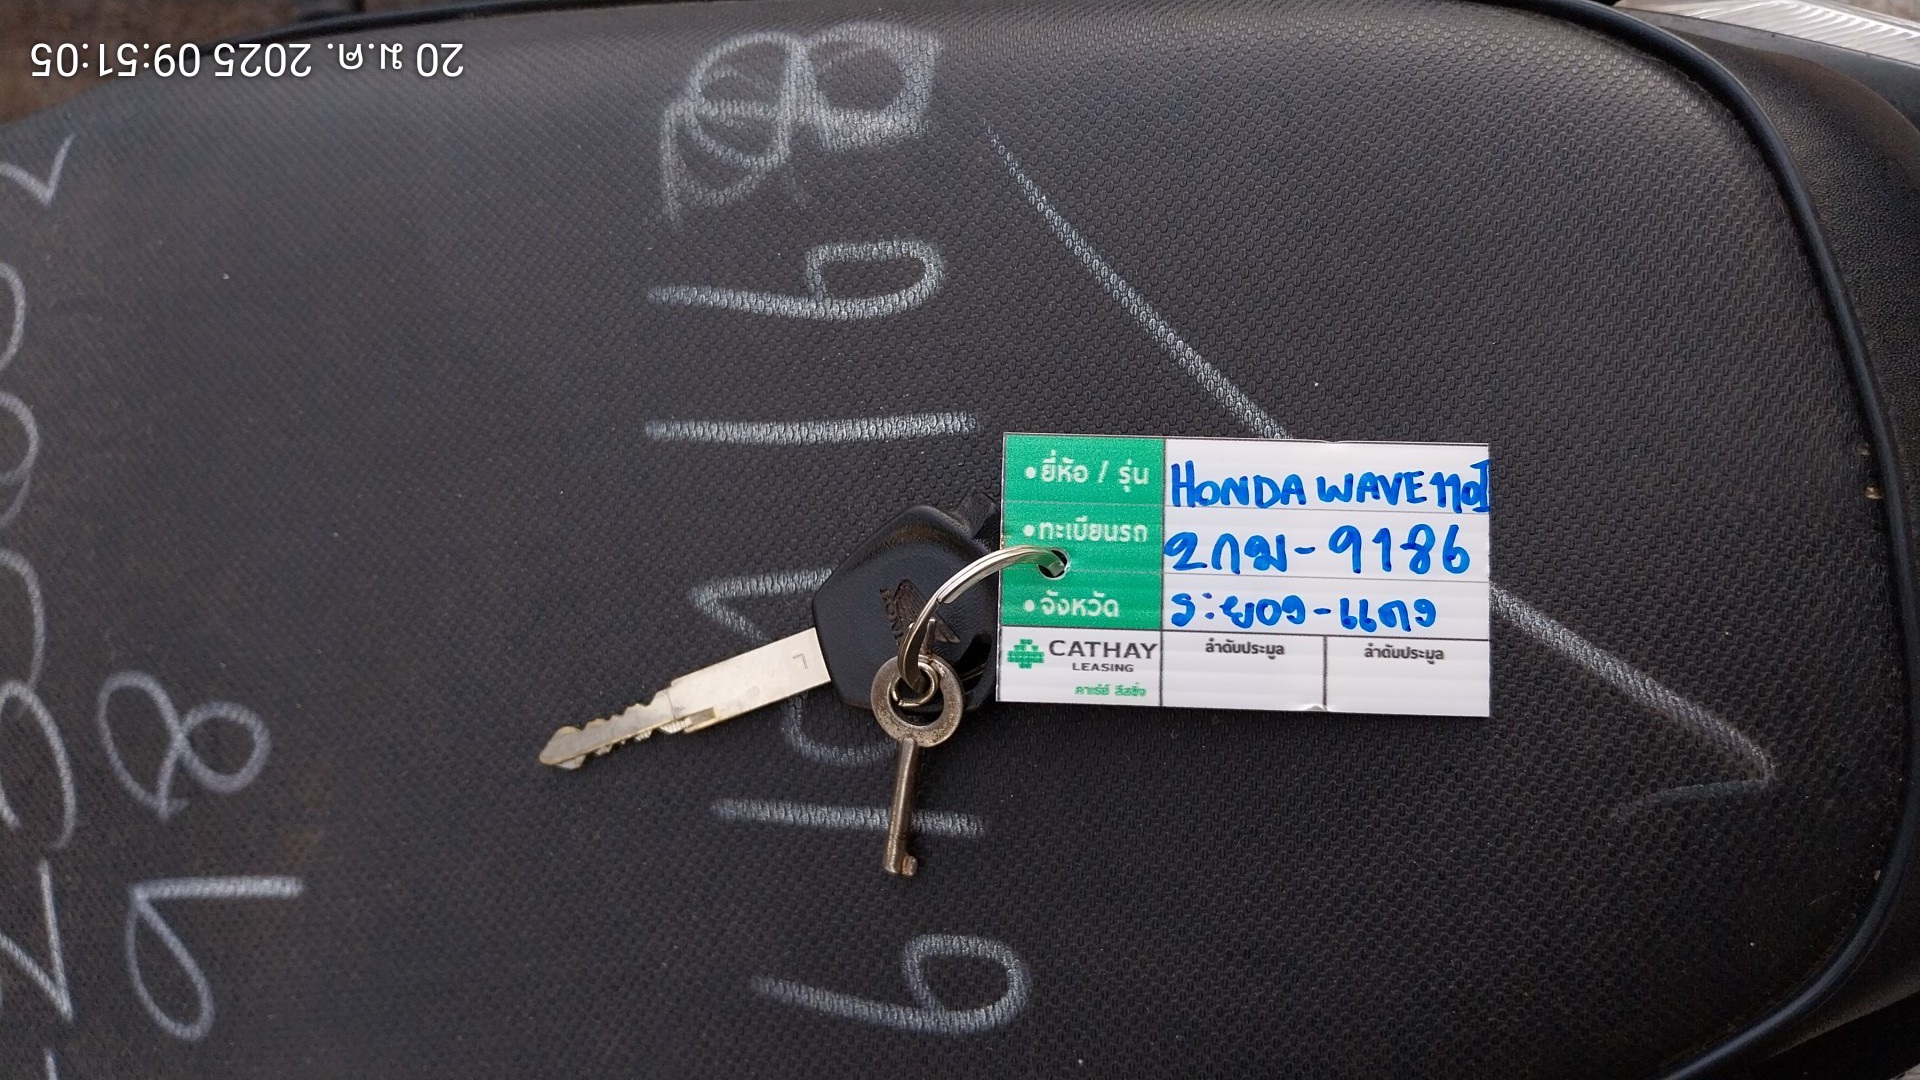 20 ม.ค. 2025 09:51:05
• ยี่ห้อ / รุ่น HONDA WAVE 110I
• ทะเบียนรถ 2กม - 9186
• จังหวัด ระยอง - แดง
CATHAY
LEASING
คาเธ่ย์ ลีสซิ่ง
ลำดับประมูล ลำดับประมูล
98